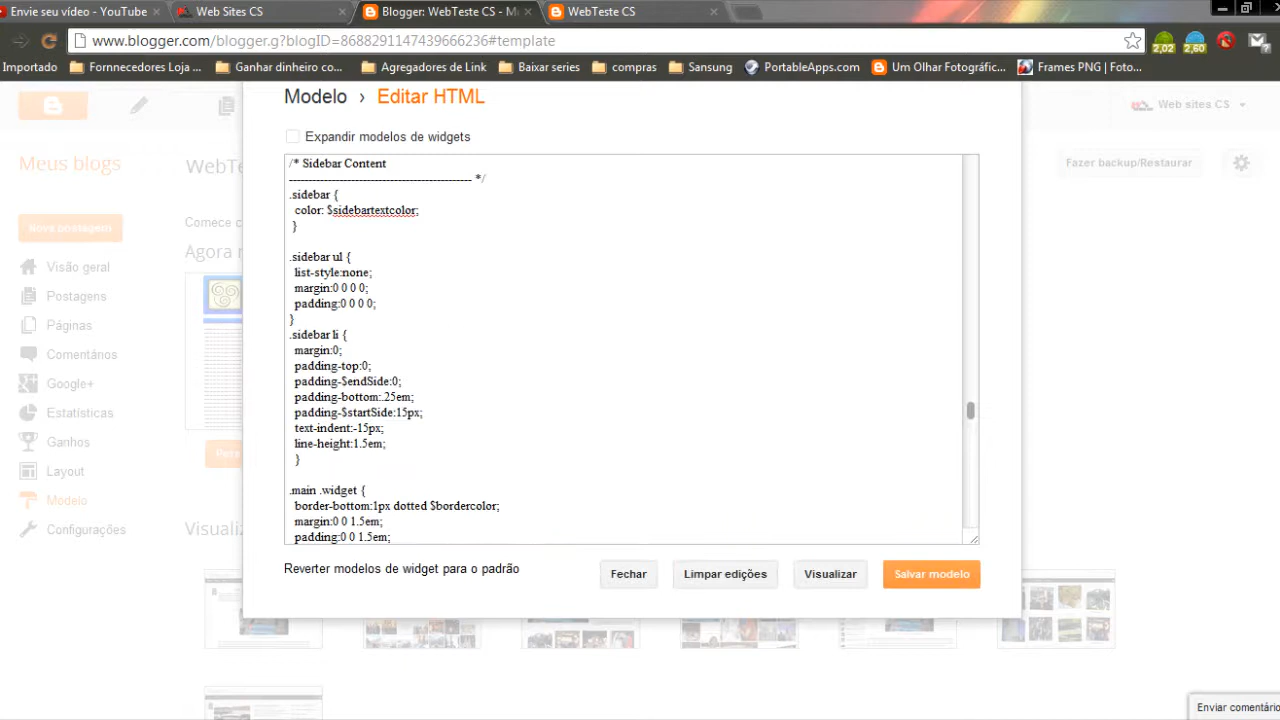 Envie seu vídeo - YouTube
Web Sites CS
Blogger: WebTeste CS - M
WebTeste CS
www.blogger.com/blogger.g?blogID=8688291147439666236#template
2,02
2,60
Importado
Fornnecedores Loja ...
Ganhar dinheiro co...
Agregadores de Link
Baixar series
compras
Sansung
PortableApps.com
Um Olhar Fotográfic...
Frames PNG | Foto...
Modelo › Editar HTML
Web sites CS
Expandir modelos de widgets
Meus blogs
WebTe
Fazer backup/Restaurar
Nova postagem
Comece c
Agora
Visão geral
Postagens
Páginas
Comentários
Google+
Estatísticas
Ganhos
Layout
Modelo
Configurações
Visualiz
/* Sidebar Content
----------------------------------------------- */
.sidebar {
color: $sidebartextcolor;
}
.sidebar ul {
list-style:none;
margin:0 0 0 0;
padding:0 0 0 0;
}
.sidebar li {
margin:0;
padding-top:0;
padding-$endSide:0;
padding-bottom:.25em;
padding-$startSide:15px;
text-indent:-15px;
line-height:1.5em;
}
.main .widget {
border-bottom:1px dotted $bordercolor;
margin:0 0 1.5em;
padding:0 0 1.5em;
Reverter modelos de widget para o padrão
Fechar
Limpar edições
Visualizar
Salvar modelo
Enviar comentário